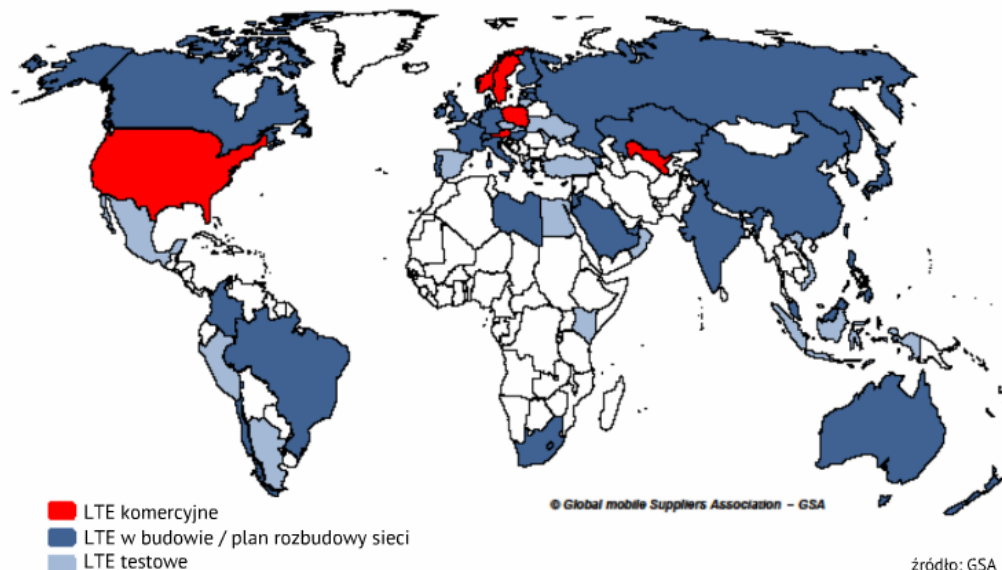 © Global mobile Suppliers Association – GSA
LTE komercyjne
LTE w budowie / plan rozbudowy sieci
LTE testowe
źródło: GSA